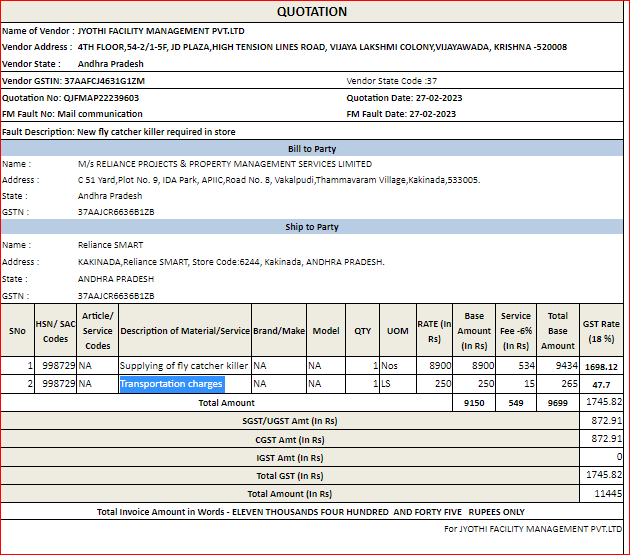 QUOTATION
Name of Vendor : JYOTHI FACILITY MANAGEMENT PVT.LTD
Vendor Address : 4TH FLOOR,54-2/1-5F, JD PLAZA,HIGH TENSION LINES ROAD, VIJAYA LAKSHMI COLONY,VIJAYAWADA, KRISHNA -520008
Vendor State : Andhra Pradesh
Vendor GSTIN: 37AAFCJ4631G1ZM Vendor State Code :37
Quotation No: QJFMAP22239603 Quotation Date: 27-02-2023
FM Fault No: Mail communication FM Fault Date: 27-02-2023
Fault Description: New fly catcher killer required in store
Bill to Party
Name : M/s RELIANCE PROJECTS & PROPERTY MANAGEMENT SERVICES LIMITED
Address : C 51 Yard,Plot No. 9, IDA Park, APIIC,Road No. 8, Vakalpudi,Thammavaram Village,Kakinada,533005.
State : Andhra Pradesh
GSTN : 37AAJCR6636B1ZB
Ship to Party
Name : Reliance SMART
Address : KAKINADA,Reliance SMART, Store Code:6244, Kakinada, ANDHRA PRADESH.
State : ANDHRA PRADESH
GSTN : 37AAJCR6636B1ZB
SNo HSN/ SAC Codes Article/ Service Codes Description of Material/Service Brand/Make Model QTY UOM RATE (In Rs) Base Amount (In Rs) Service Fee -6% (In Rs) Total Base Amount GST Rate (18 %)
1 998729 NA Supplying of fly catcher killer NA NA 1 Nos 8900 8900 534 9434 1698.12
2 998729 NA Transportation charges NA NA 1 LS 250 250 15 265 47.7
Total Amount 9150 549 9699 1745.82
SGST/UGST Amt (In Rs) 872.91
CGST Amt (In Rs) 872.91
IGST Amt (In Rs) 0
Total GST (In Rs) 1745.82
Total Amount (In Rs) 11445
Total Invoice Amount in Words - ELEVEN THOUSANDS FOUR HUNDRED AND FORTY FIVE RUPEES ONLY
For JYOTHI FACILITY MANAGEMENT PVT.LTD